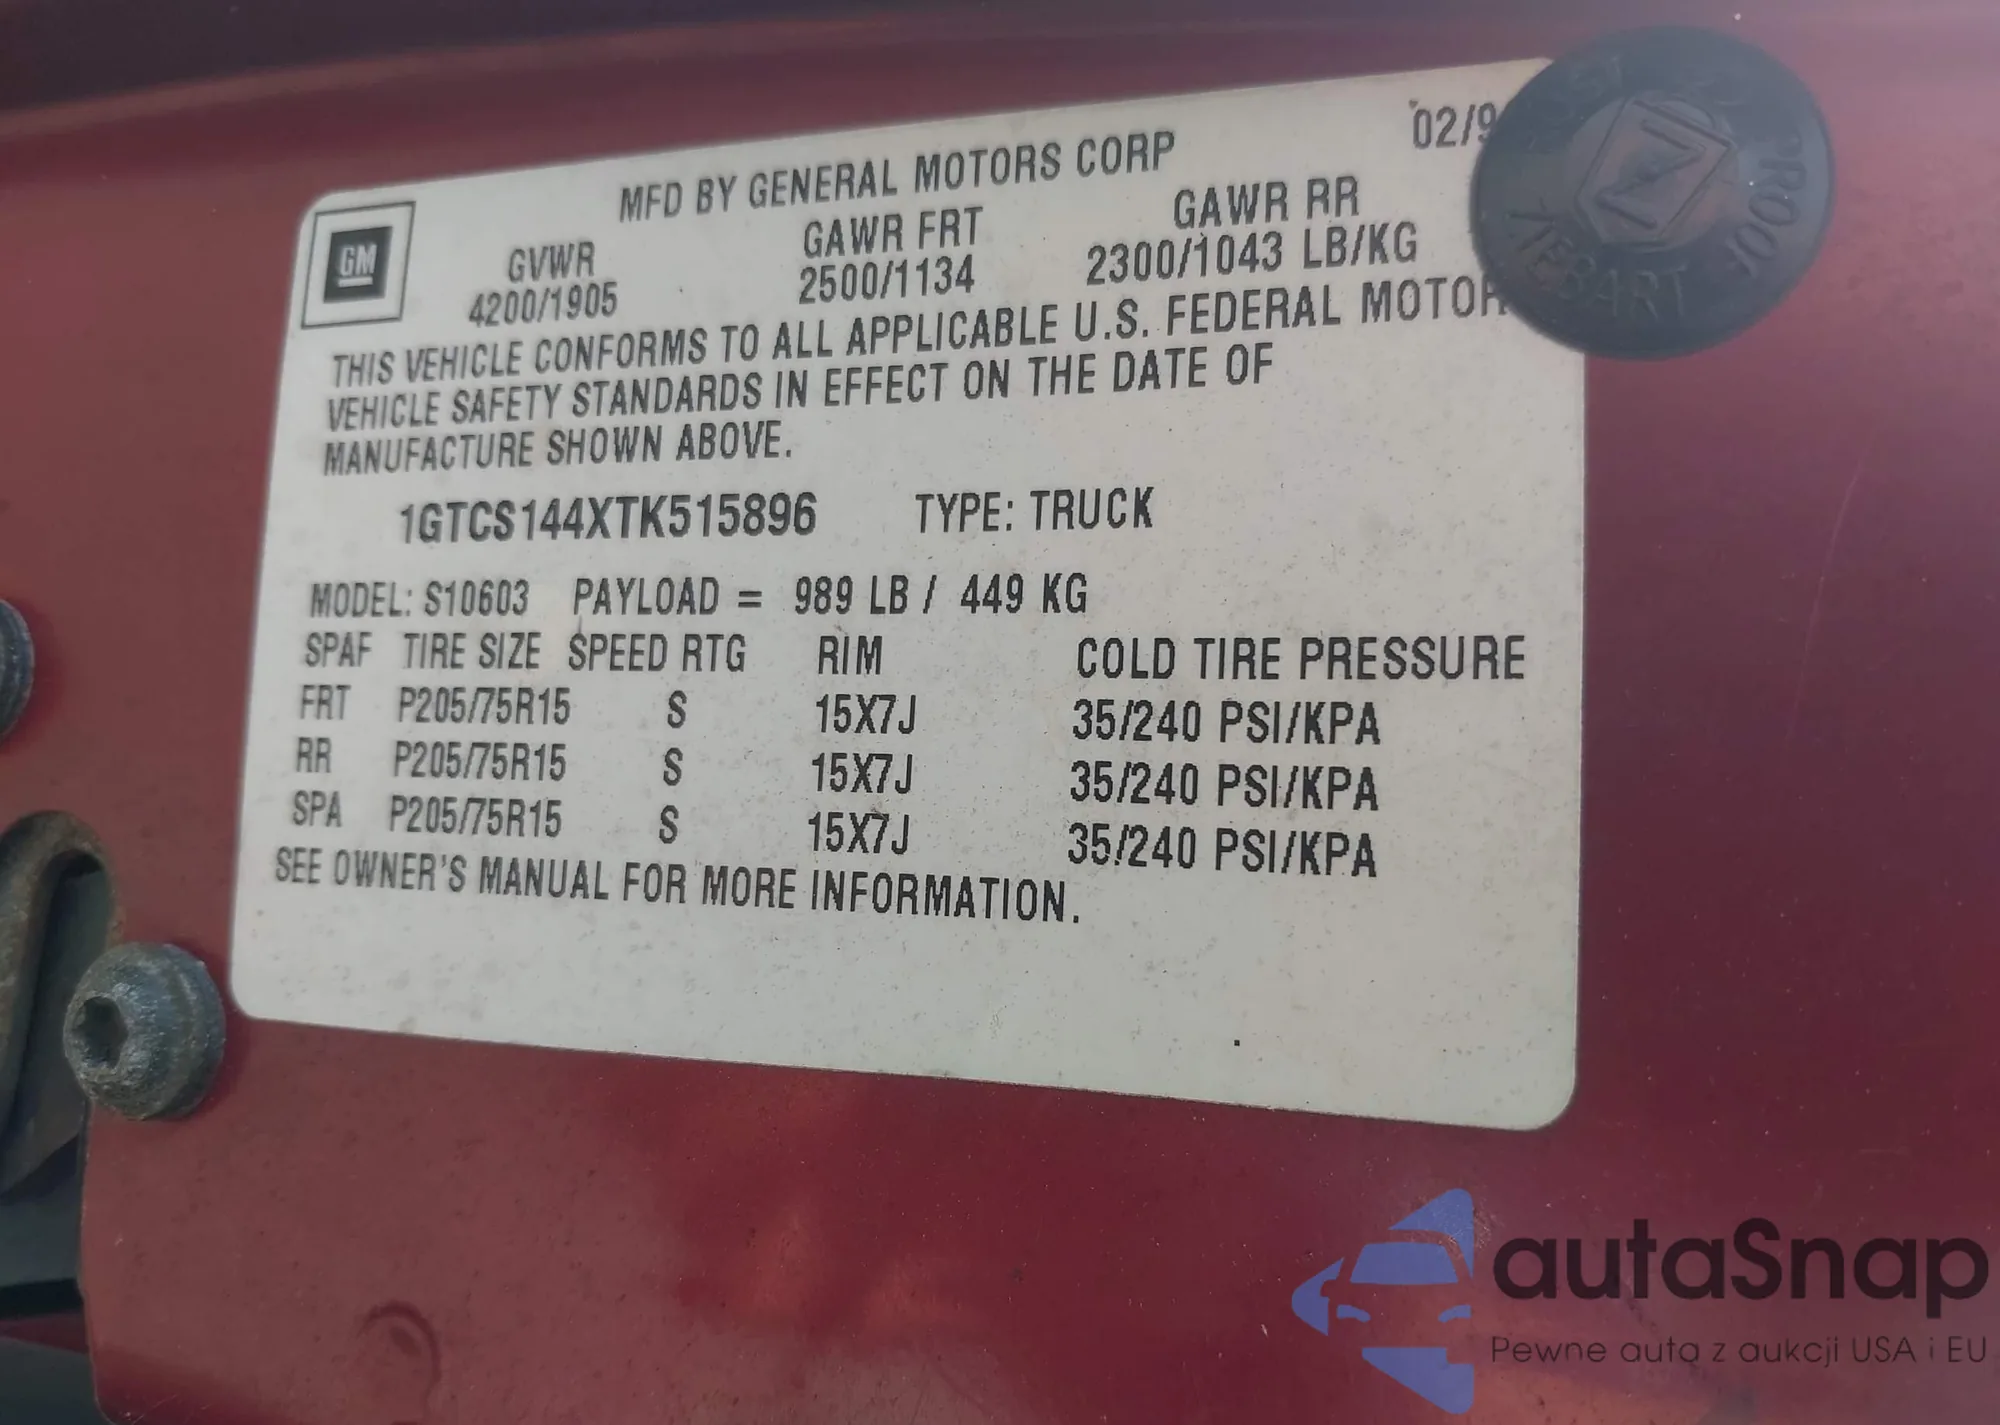 MFD BY GENERAL MOTORS CORP 02/9
GVWR GAWR FRT GAWR RR
4200/1905 2500/1134 2300/1043 LB/KG
GM
THIS VEHICLE CONFORMS TO ALL APPLICABLE U.S. FEDERAL MOTOR
VEHICLE SAFETY STANDARDS IN EFFECT ON THE DATE OF
MANUFACTURE SHOWN ABOVE.
1GTCS144XTK515896 TYPE: TRUCK
MODEL: S10603 PAYLOAD = 989 LB / 449 KG
SPAF TIRE SIZE SPEED RTG RIM COLD TIRE PRESSURE
FRT P205/75R15 S 15X7J 35/240 PSI/KPA
RR P205/75R15 S 15X7J 35/240 PSI/KPA
SPA P205/75R15 S 15X7J 35/240 PSI/KPA
SEE OWNER'S MANUAL FOR MORE INFORMATION.
PROOF
ZIEBART
autaSnap
Pewne auta z aukcji USA i EU